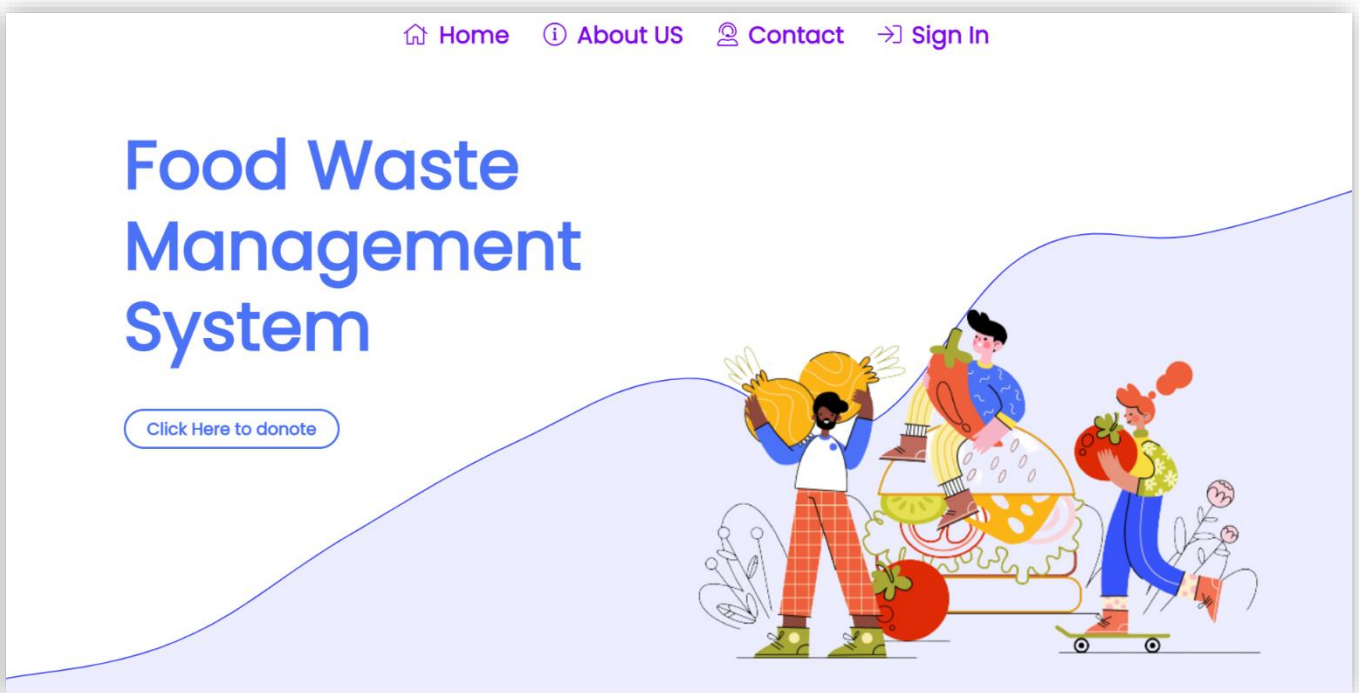 Home About US Contact Sign In
Food Waste
Management
System
Click Here to donote